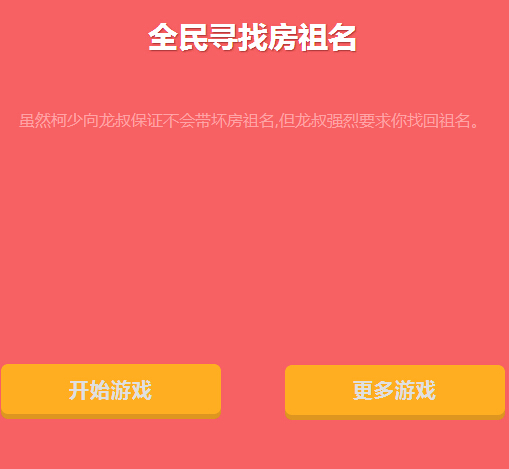 全民寻找房祖名
虽然柯少向龙叔保证不会带坏房祖名,但龙叔强烈要求你找回祖名。
开始游戏
更多游戏